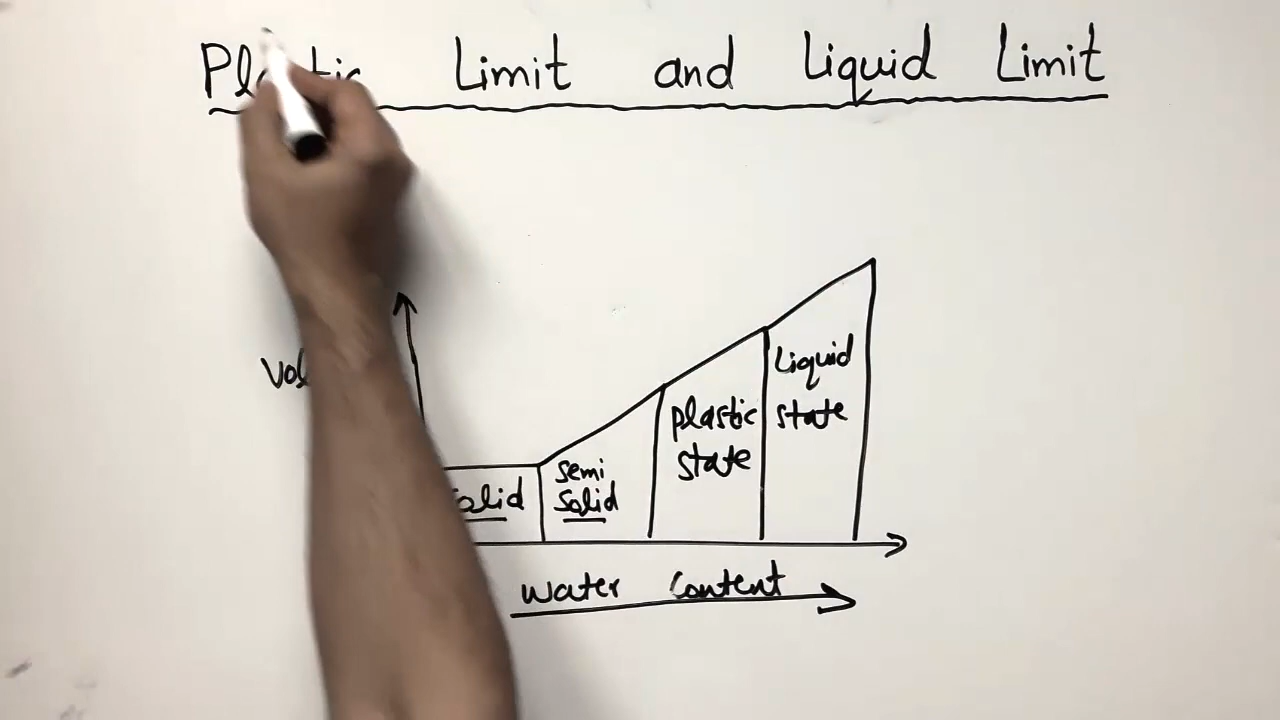 Limit and Liquid Limit
Liquid
state
plastic
state
semi
solid
water content